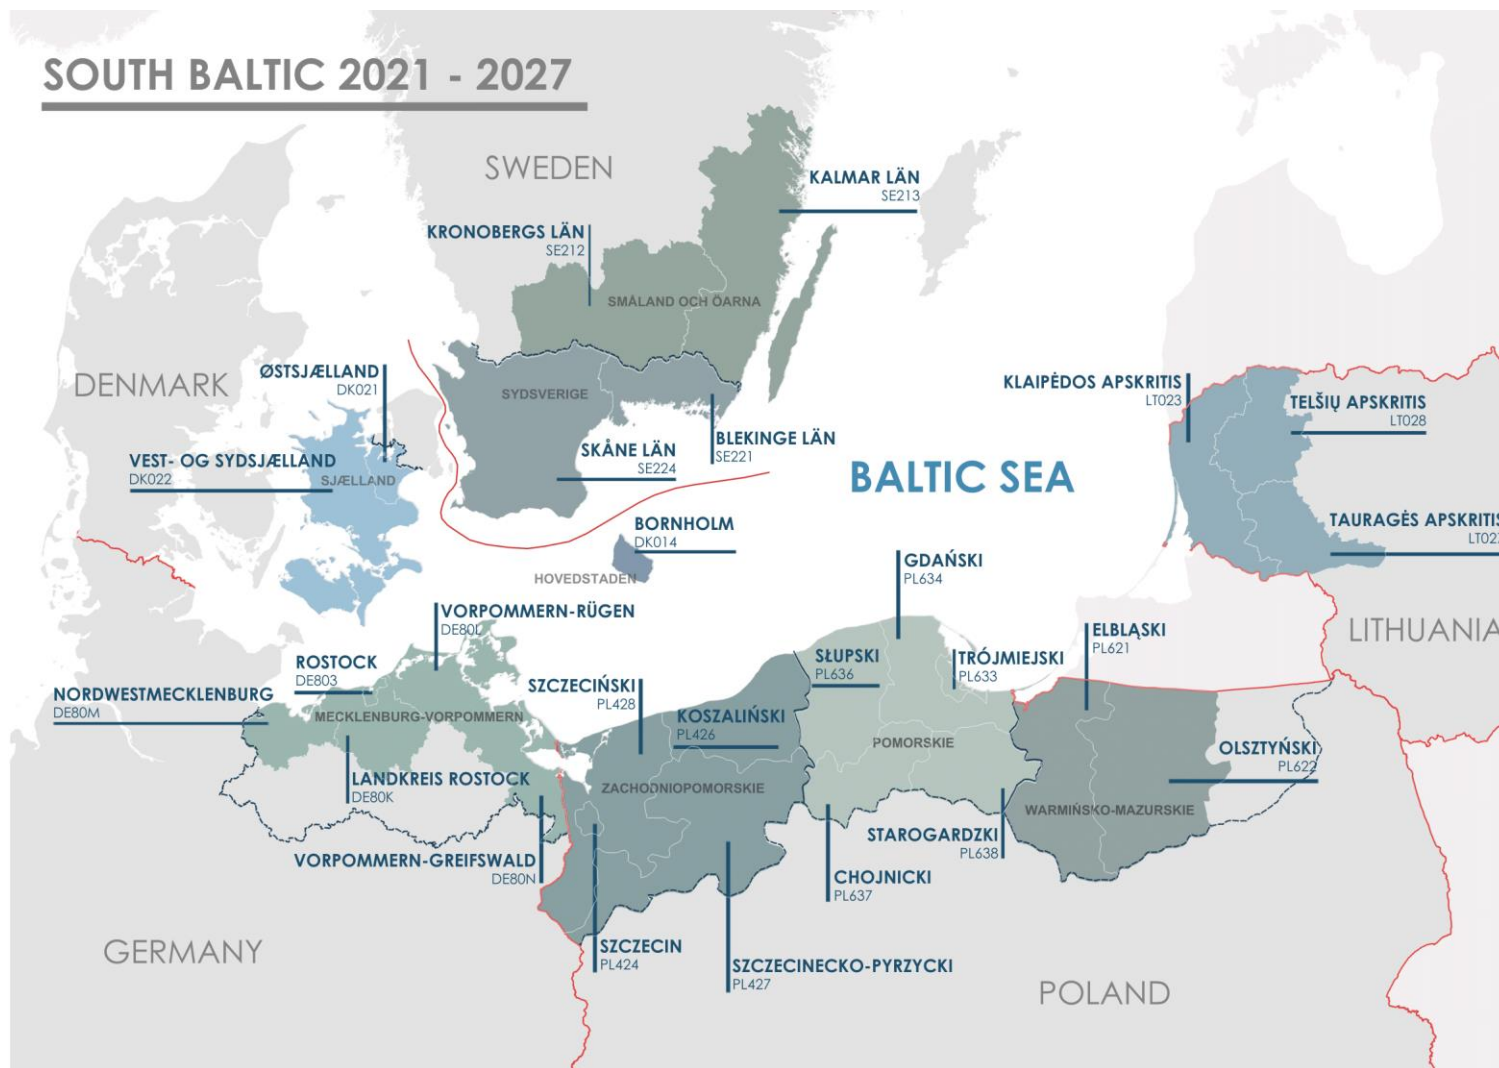 SOUTH BALTIC 2021 - 2027
SWEDEN
KALMAR LÄN
SE213
KRONOBERGS LÄN
SE212
SMÅLAND OCH ÖARNA
DENMARK
ØSTSJÆLLAND
DK021
SYDSVERIGE
KLAIPĖDOS APSKRITIS
LT023
TELŠIŲ APSKRITIS
LT028
VEST- OG SYDSJÆLLAND
DK022
SJÆLLAND
SKÅNE LÄN
SE224
BLEKINGE LÄN
SE221
BALTIC SEA
TAURAGĖS APSKRITIS
LT027
BORNHOLM
DK014
HOVEDSTADEN
GDAŃSKI
PL634
VORPOMMERN-RÜGEN
DE80L
ELBLĄSKI
PL621
LITHUANIA
ROSTOCK
DE803
SŁUPSKI
PL636
TRÓJMIEJSKI
PL633
NORDWESTMECKLENBURG
DE80M
SZCZECIŃSKI
PL428
MECKLENBURG-VORPOMMERN
KOSZALIŃSKI
PL426
POMORSKIE
OLSZTYŃSKI
PL622
LANDKREIS ROSTOCK
DE80K
ZACHODNIOPOMORSKIE
WARMIŃSKO-MAZURSKIE
STAROGARDZKI
PL638
VORPOMMERN-GREIFSWALD
DE80N
CHOJNICKI
PL637
GERMANY
SZCZECIN
PL424
SZCZECINECKO-PYRZYCKI
PL427
POLAND